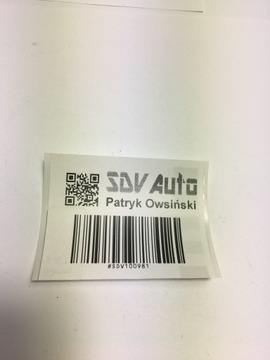 SDV Auto
Patryk Owsiński
#SDV100981